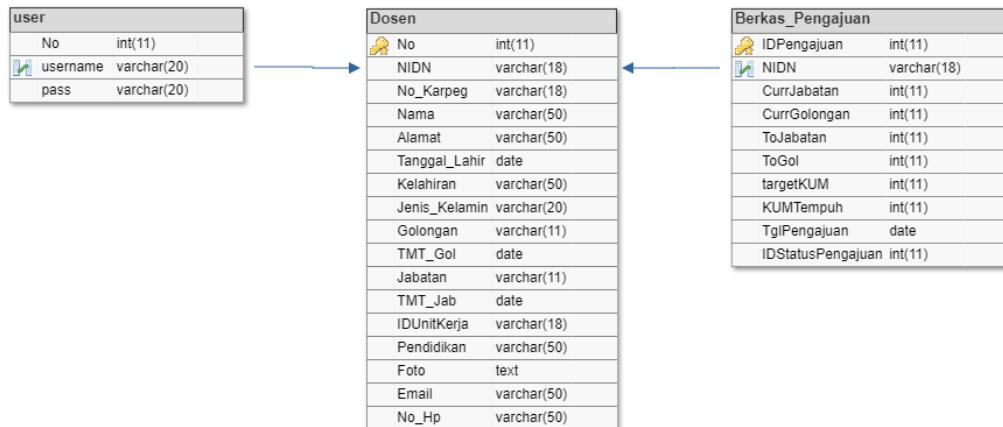 user
No int(11)
username varchar(20)
pass varchar(20)
Dosen
No int(11)
NIDN varchar(18)
No_Karpeg varchar(18)
Nama varchar(50)
Alamat varchar(50)
Tanggal_Lahir date
Kelahiran varchar(50)
Jenis_Kelamin varchar(20)
Golongan varchar(11)
TMT_Gol date
Jabatan varchar(11)
TMT_Jab date
IDUnitKerja varchar(18)
Pendidikan varchar(50)
Foto text
Email varchar(50)
No_Hp varchar(50)
Berkas_Pengajuan
IDPengajuan int(11)
NIDN varchar(18)
CurrJabatan int(11)
CurrGolongan int(11)
ToJabatan int(11)
ToGol int(11)
targetKUM int(11)
KUMTempuh int(11)
TglPengajuan date
IDStatusPengajuan int(11)